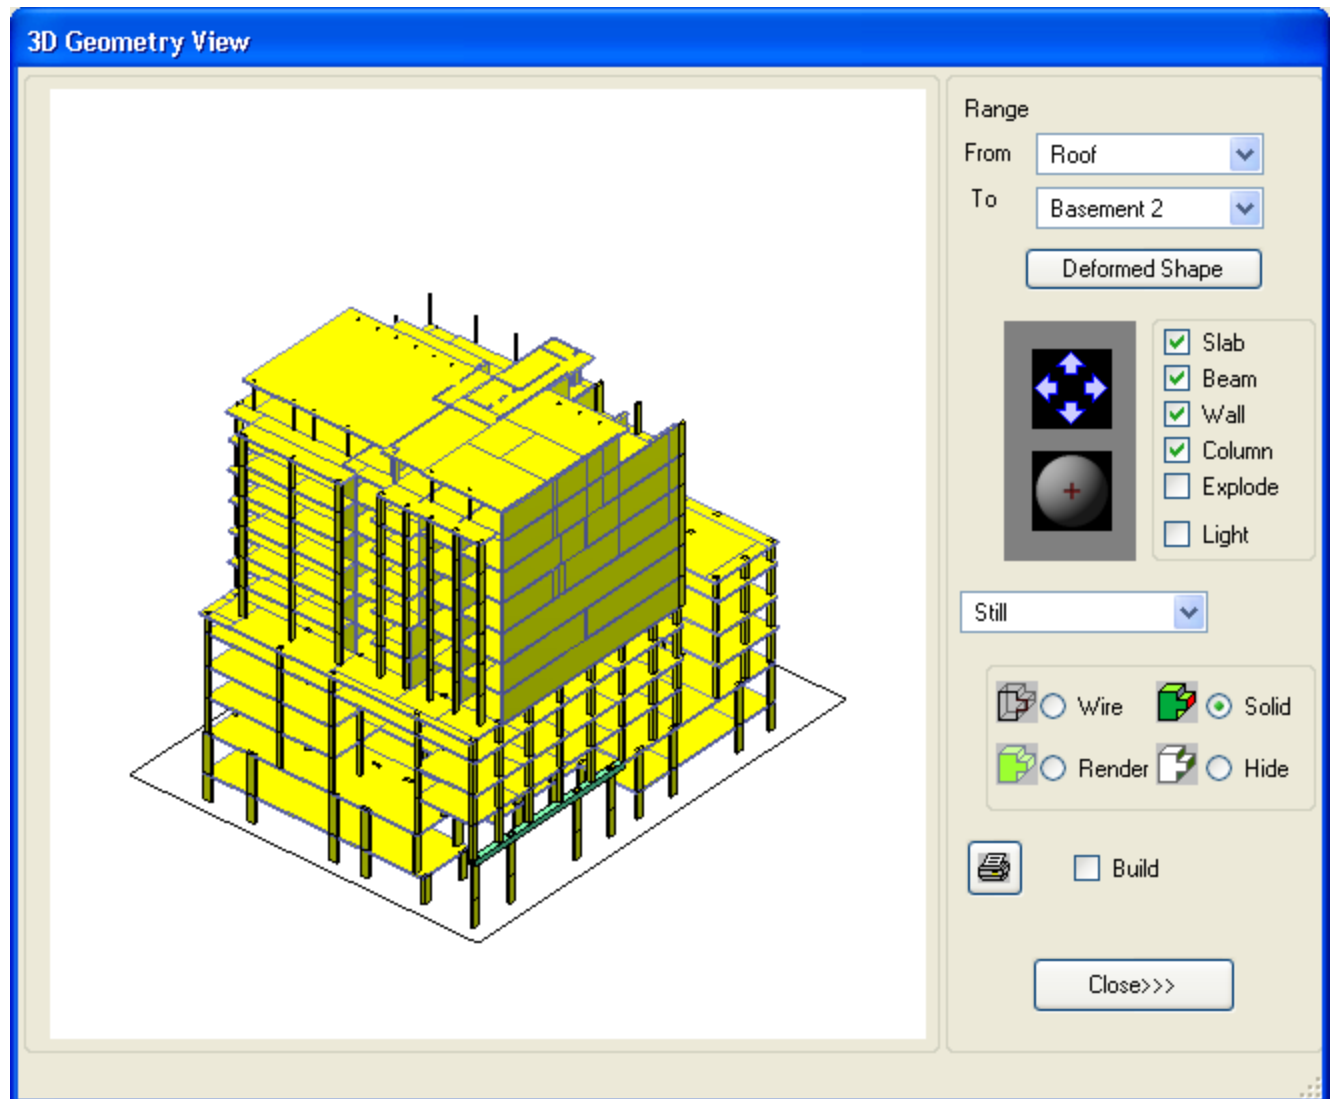 3D Geometry View
Range
From Roof
To Basement 2
Deformed Shape
Slab
Beam
Wall
Column
Explode
Light
Still
Wire Solid
Render Hide
Build
Close>>>